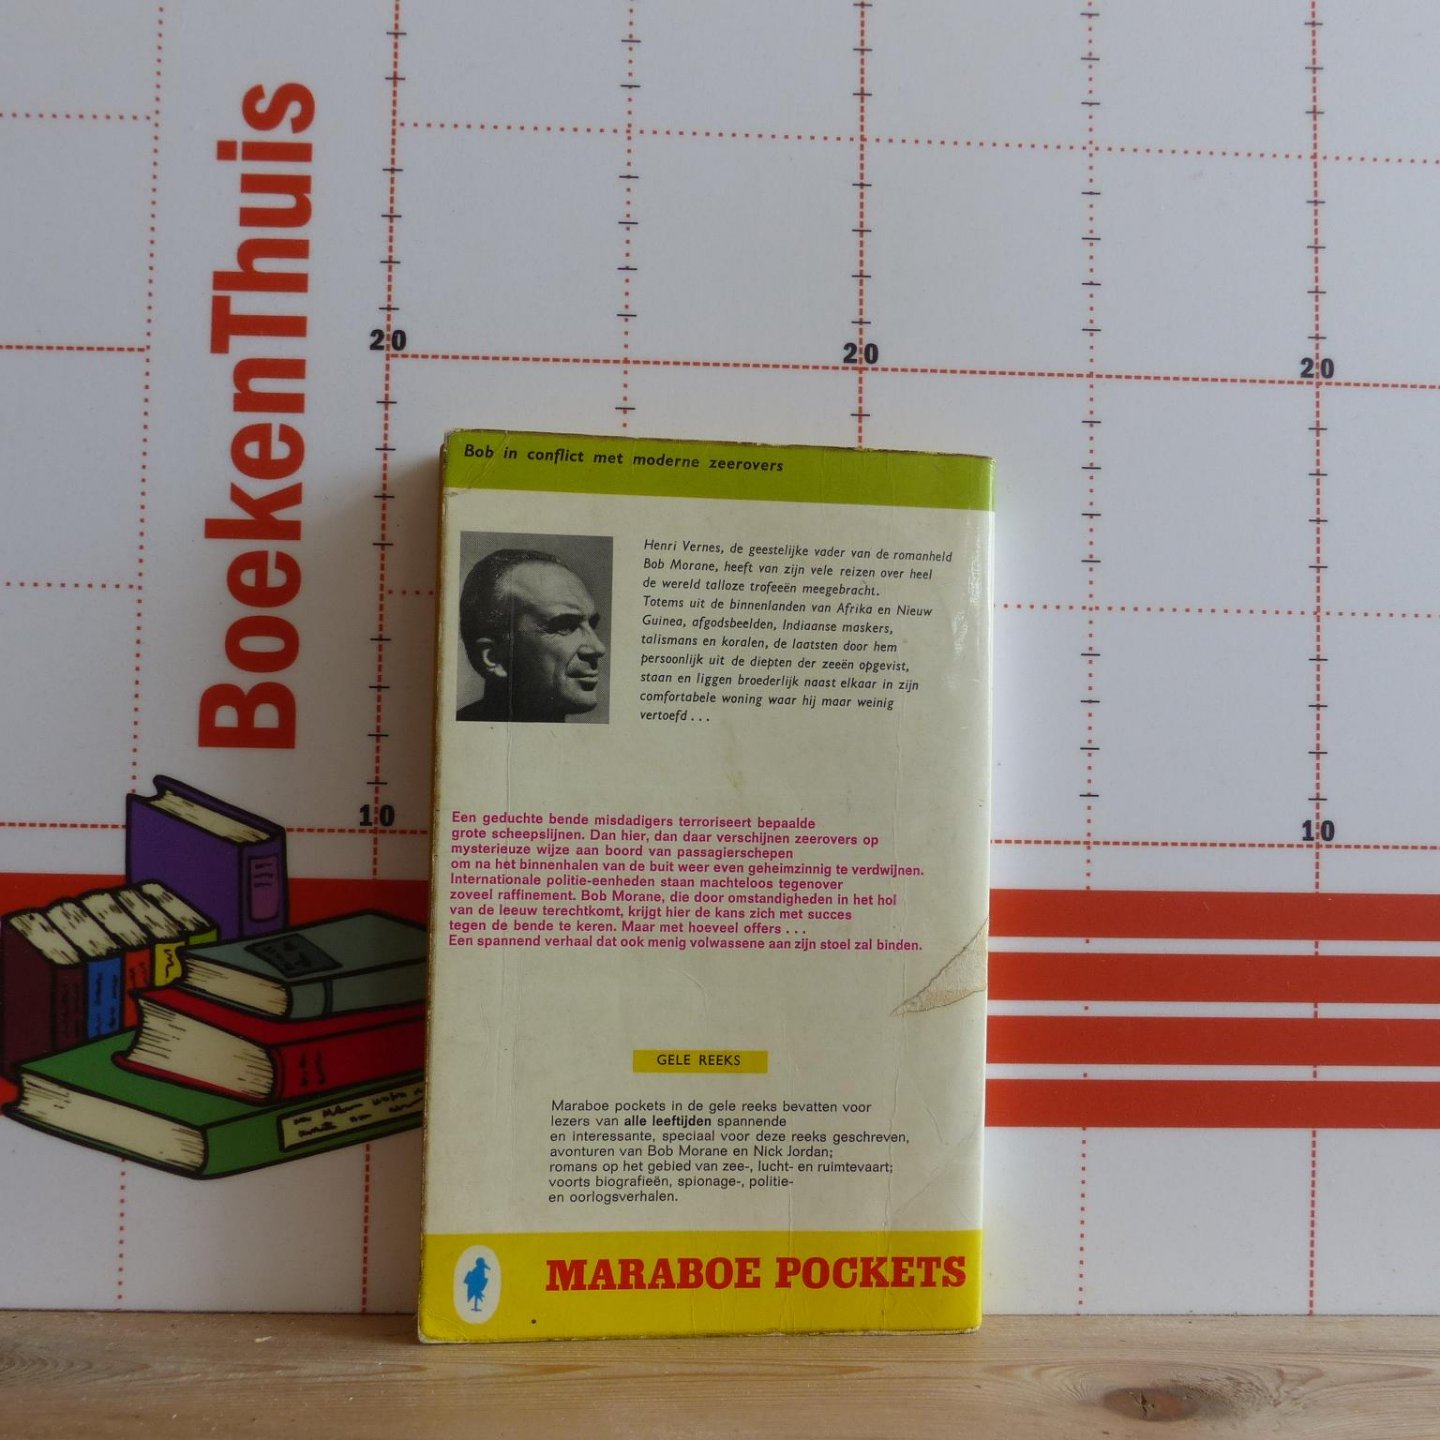 BoekenThuis
20
20
20
10
10
Bob in conflict met moderne zeerovers
Henri Vernes, de geestelijke vader van de romanheld
Bob Morane, heeft van zijn vele reizen over heel
de wereld talloze trofeeën meegebracht.
Totems uit de binnenlanden van Afrika en Nieuw
Guinea, afgodsbeelden, Indiaanse maskers,
talismans en koralen, de laatsten door hem
persoonlijk uit de diepten der zeeën opgevist,
staan en liggen broederlijk naast elkaar in zijn
comfortabele woning waar hij maar weinig
vertoefd . . .
Een geduchte bende misdadigers terroriseert bepaalde
grote scheepslijnen. Dan hier, dan daar verschijnen zeerovers op
mysterieuze wijze aan boord van passagierschepen
om na het binnenhalen van de buit weer even geheimzinnig te verdwijnen.
Internationale politie-eenheden staan machteloos tegenover
zoveel raffinement. Bob Morane, die door omstandigheden in het hol
van de leeuw terechtkomt, krijgt hier de kans zich met succes
tegen de bende te keren. Maar met hoeveel offers . . .
Een spannend verhaal dat ook menig volwassene aan zijn stoel zal binden.
GELE REEKS
Maraboe pockets in de gele reeks bevatten voor
lezers van alle leeftijden spannende
en interessante, speciaal voor deze reeks geschreven,
avonturen van Bob Morane en Nick Jordan;
romans op het gebied van zee-, lucht- en ruimtevaart;
voorts biografieën, spionage-, politie-
en oorlogsverhalen.
MARABOE POCKETS